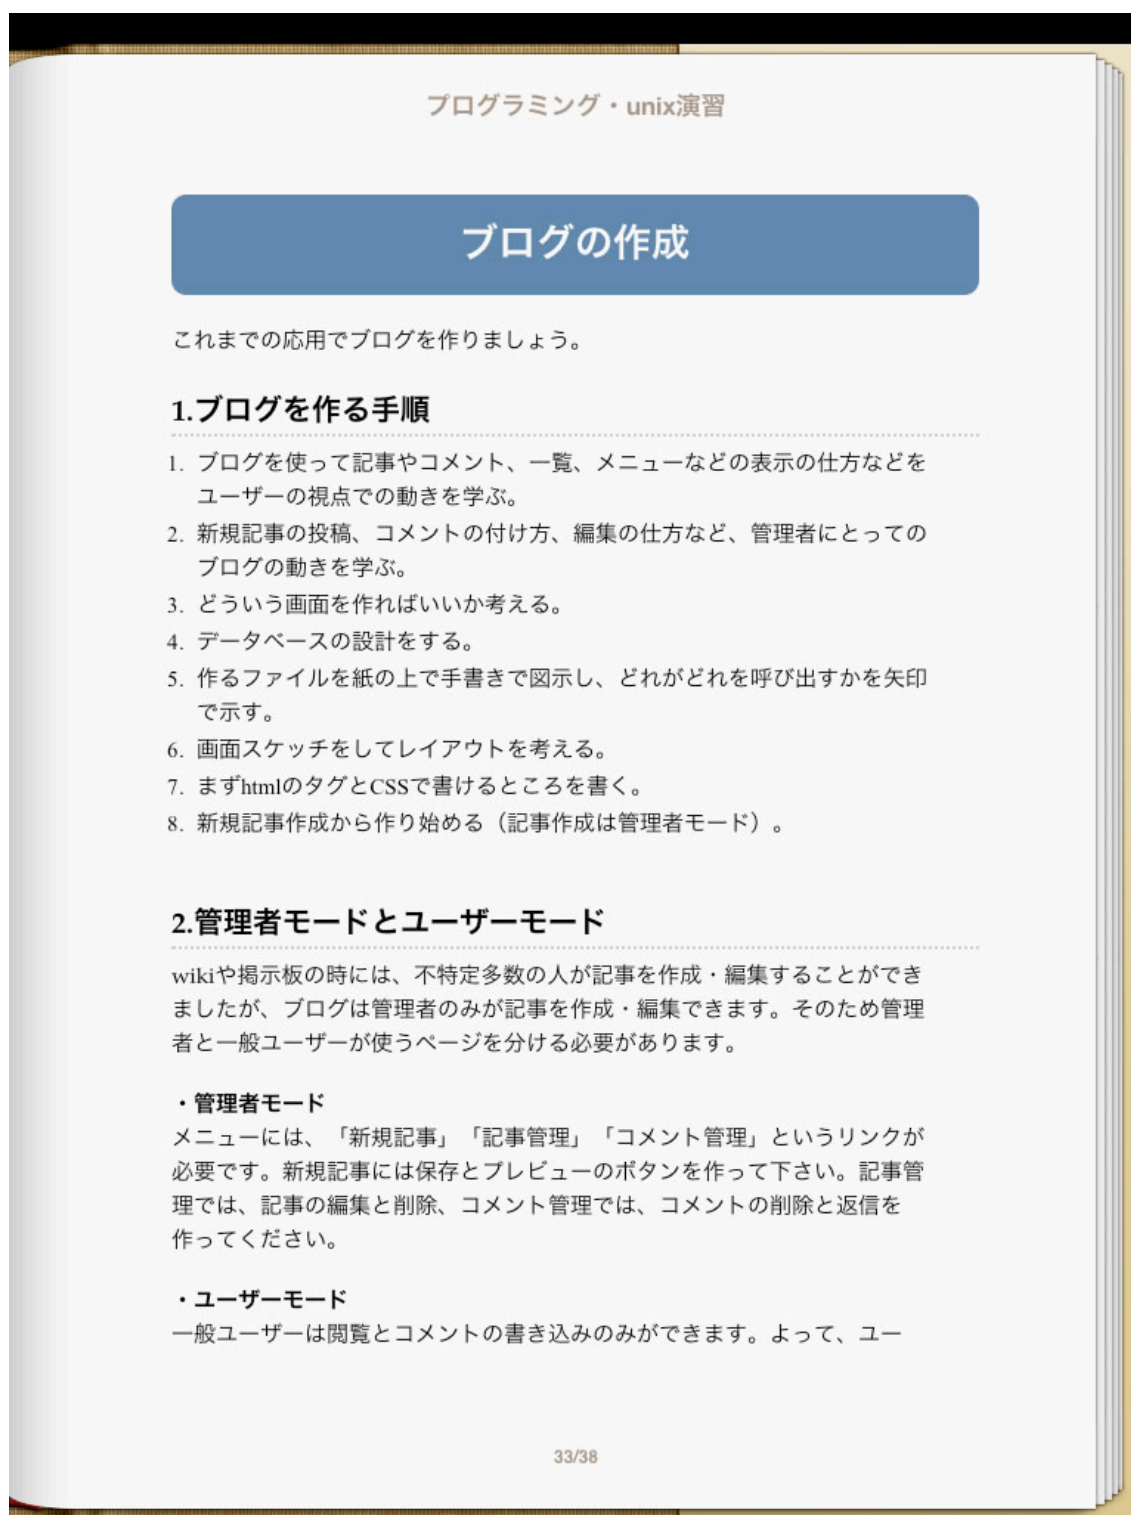 プログラミング・unix演習
ブログの作成
これまでの応用でブログを作りましょう。
1.ブログを作る手順
1. ブログを使って記事やコメント、一覧、メニューなどの表示の仕方などを
ユーザーの視点での動きを学ぶ。
2. 新規記事の投稿、コメントの付け方、編集の仕方など、管理者にとっての
ブログの動きを学ぶ。
3. どういう画面を作ればいいか考える。
4. データベースの設計をする。
5. 作るファイルを紙の上で手書きで図示し、どれがどれを呼び出すかを矢印
で示す。
6. 画面スケッチをしてレイアウトを考える。
7. まずhtmlのタグとCSSで書けるところを書く。
8. 新規記事作成から作り始める（記事作成は管理者モード）。
2.管理者モードとユーザーモード
wikiや掲示板の時には、不特定多数の人が記事を作成・編集することができ
ましたが、ブログは管理者のみが記事を作成・編集できます。そのため管理
者と一般ユーザーが使うページを分ける必要があります。
・管理者モード
メニューには、「新規記事」「記事管理」「コメント管理」というリンクが
必要です。新規記事には保存とプレビューのボタンを作って下さい。記事管
理では、記事の編集と削除、コメント管理では、コメントの削除と返信を
作ってください。
・ユーザーモード
一般ユーザーは閲覧とコメントの書き込みのみができます。よって、ユー
33/38